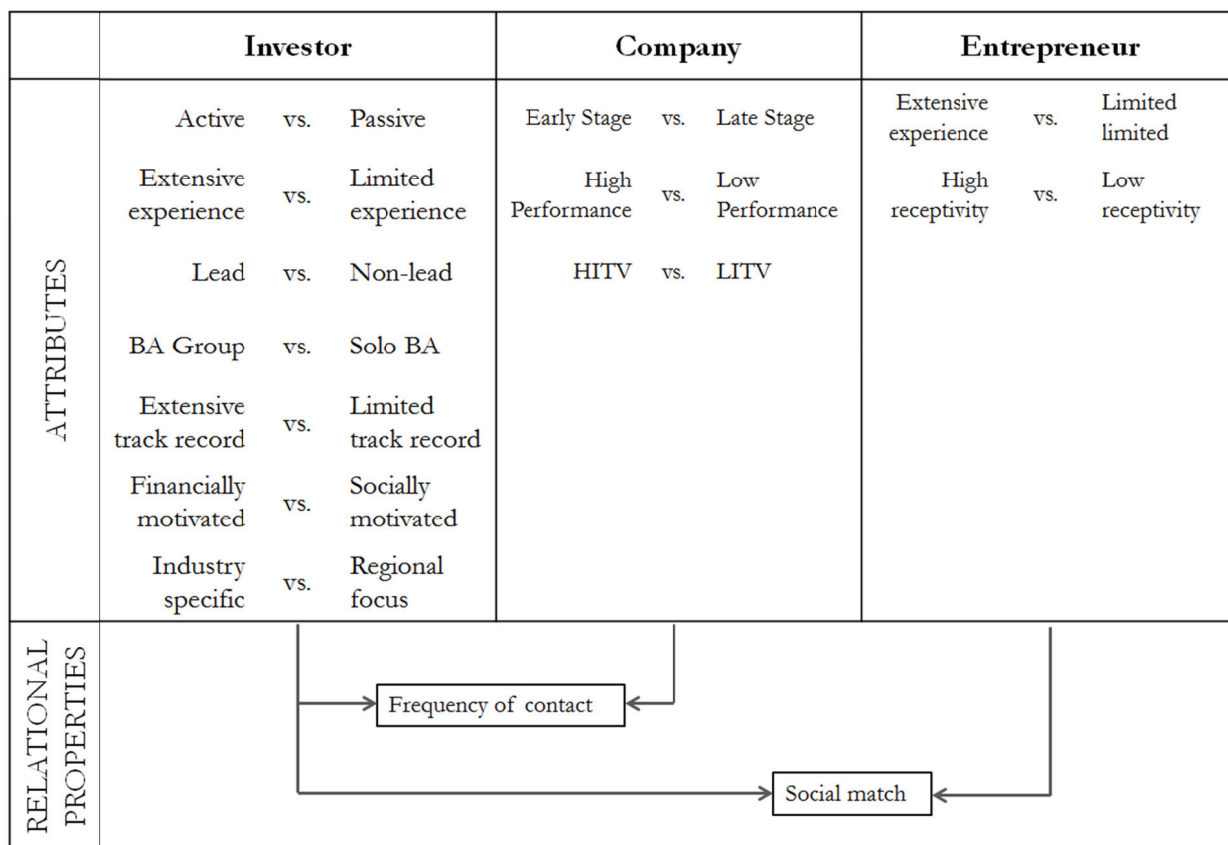 Investor
Company
Entrepreneur
ATTRIBUTES
Active vs. Passive
Extensive experience vs. Limited experience
Lead vs. Non-lead
BA Group vs. Solo BA
Extensive track record vs. Limited track record
Financially motivated vs. Socially motivated
Industry specific vs. Regional focus
Early Stage vs. Late Stage
High Performance vs. Low Performance
HITV vs. LITV
Extensive experience vs. Limited limited
High receptivity vs. Low receptivity
RELATIONAL
PROPERTIES
Frequency of contact
Social match